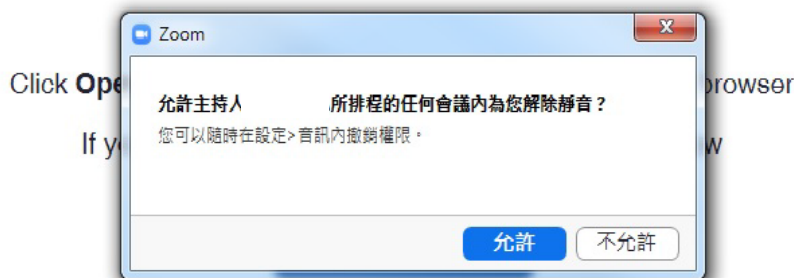 Zoom
Click Ope
browser
允許主持人 所排程的任何會議內為您解除靜音？
您可以隨時在設定>音訊內撤銷權限。
If y
w
允許 不允許